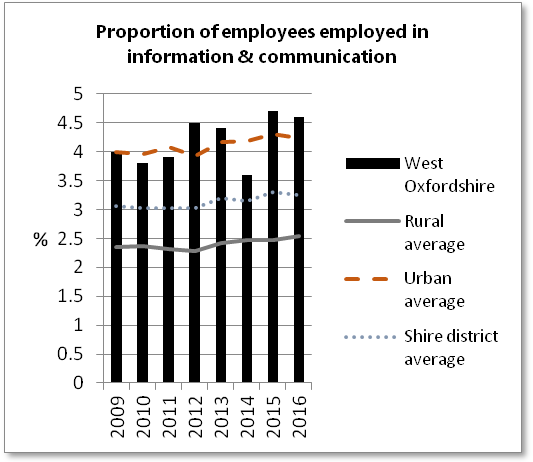 Proportion of employees employed in
information & communication
5
4.5
4
3.5
3
2.5
2
1.5
1
0.5
0
%
2009
2010
2011
2012
2013
2014
2015
2016
West
Oxfordshire
Rural
average
Urban
average
Shire district
average